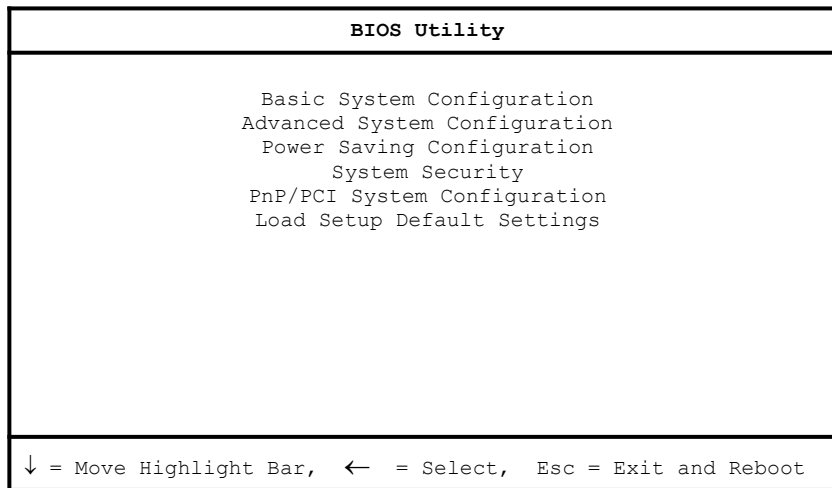 BIOS Utility
Basic System Configuration
Advanced System Configuration
Power Saving Configuration
System Security
PnP/PCI System Configuration
Load Setup Default Settings
↓ = Move Highlight Bar, ← = Select, Esc = Exit and Reboot